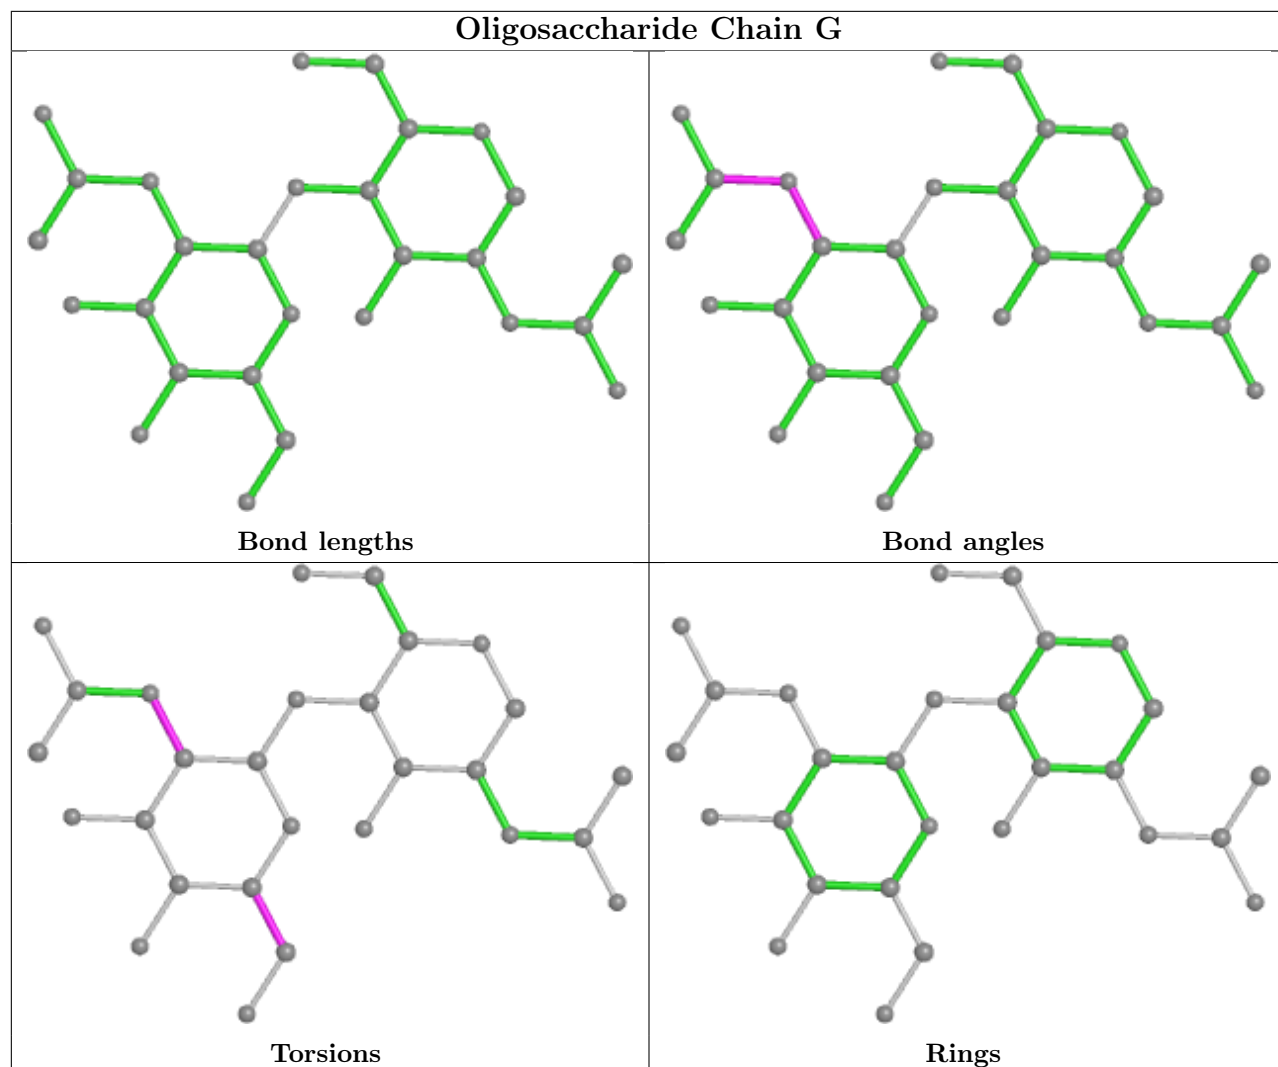 Oligosaccharide Chain G
Bond lengths
Bond angles
Torsions
Rings